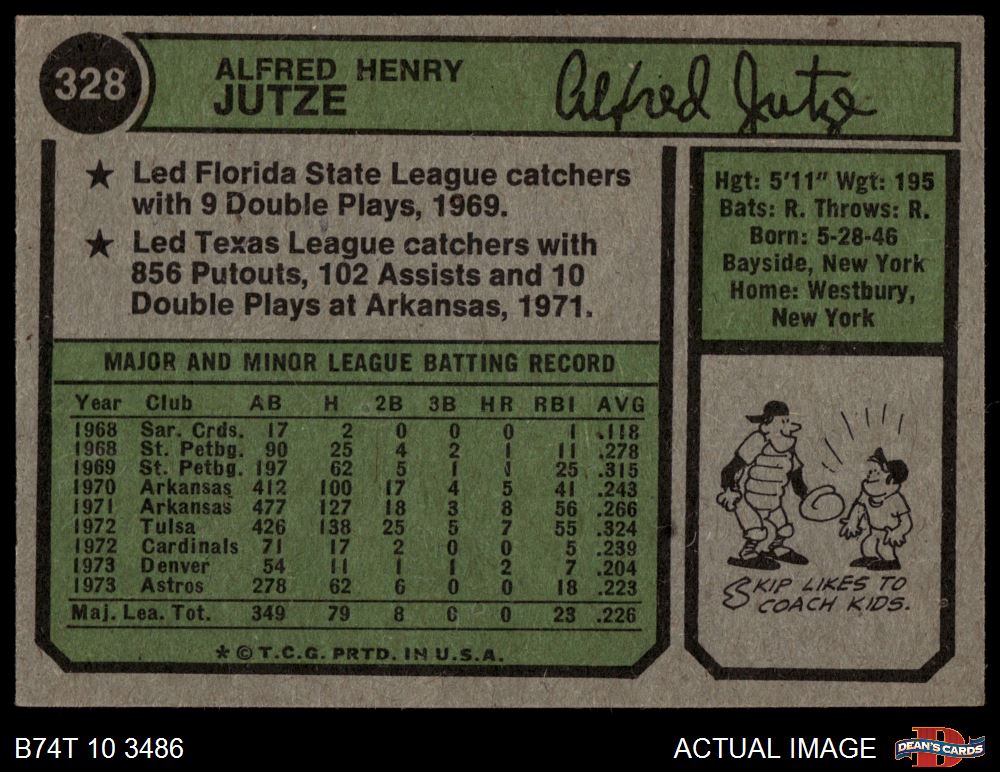 328
ALFRED HENRY
JUTZE
Alfred Jutze
★ Led Florida State League catchers
with 9 Double Plays, 1969.
★ Led Texas League catchers with
856 Putouts, 102 Assists and 10
Double Plays at Arkansas, 1971.
Hgt: 5'11" Wgt: 195
Bats: R. Throws: R.
Born: 5-28-46
Bayside, New York
Home: Westbury,
New York
MAJOR AND MINOR LEAGUE BATTING RECORD
Year Club AB H 2B 3B HR RBI AVG
1968 Sar. Crds. 17 2 0 0 0 1 .118
1968 St. Petbg. 90 25 4 2 1 11 .278
1969 St. Petbg. 197 62 5 1 1 25 .315
1970 Arkansas 412 100 17 4 5 41 .243
1971 Arkansas 477 127 18 3 8 56 .266
1972 Tulsa 426 138 25 5 7 55 .324
1972 Cardinals 71 17 2 0 0 5 .239
1973 Denver 54 11 1 1 2 7 .204
1973 Astros 278 62 6 0 0 18 .223
Maj. Lea. Tot. 349 79 8 0 0 23 .226
* © T.C.G. PRTD. IN U.S.A.
SKIP LIKES TO
COACH KIDS.
B74T 10 3486
ACTUAL IMAGE
DEAN'S CARDS